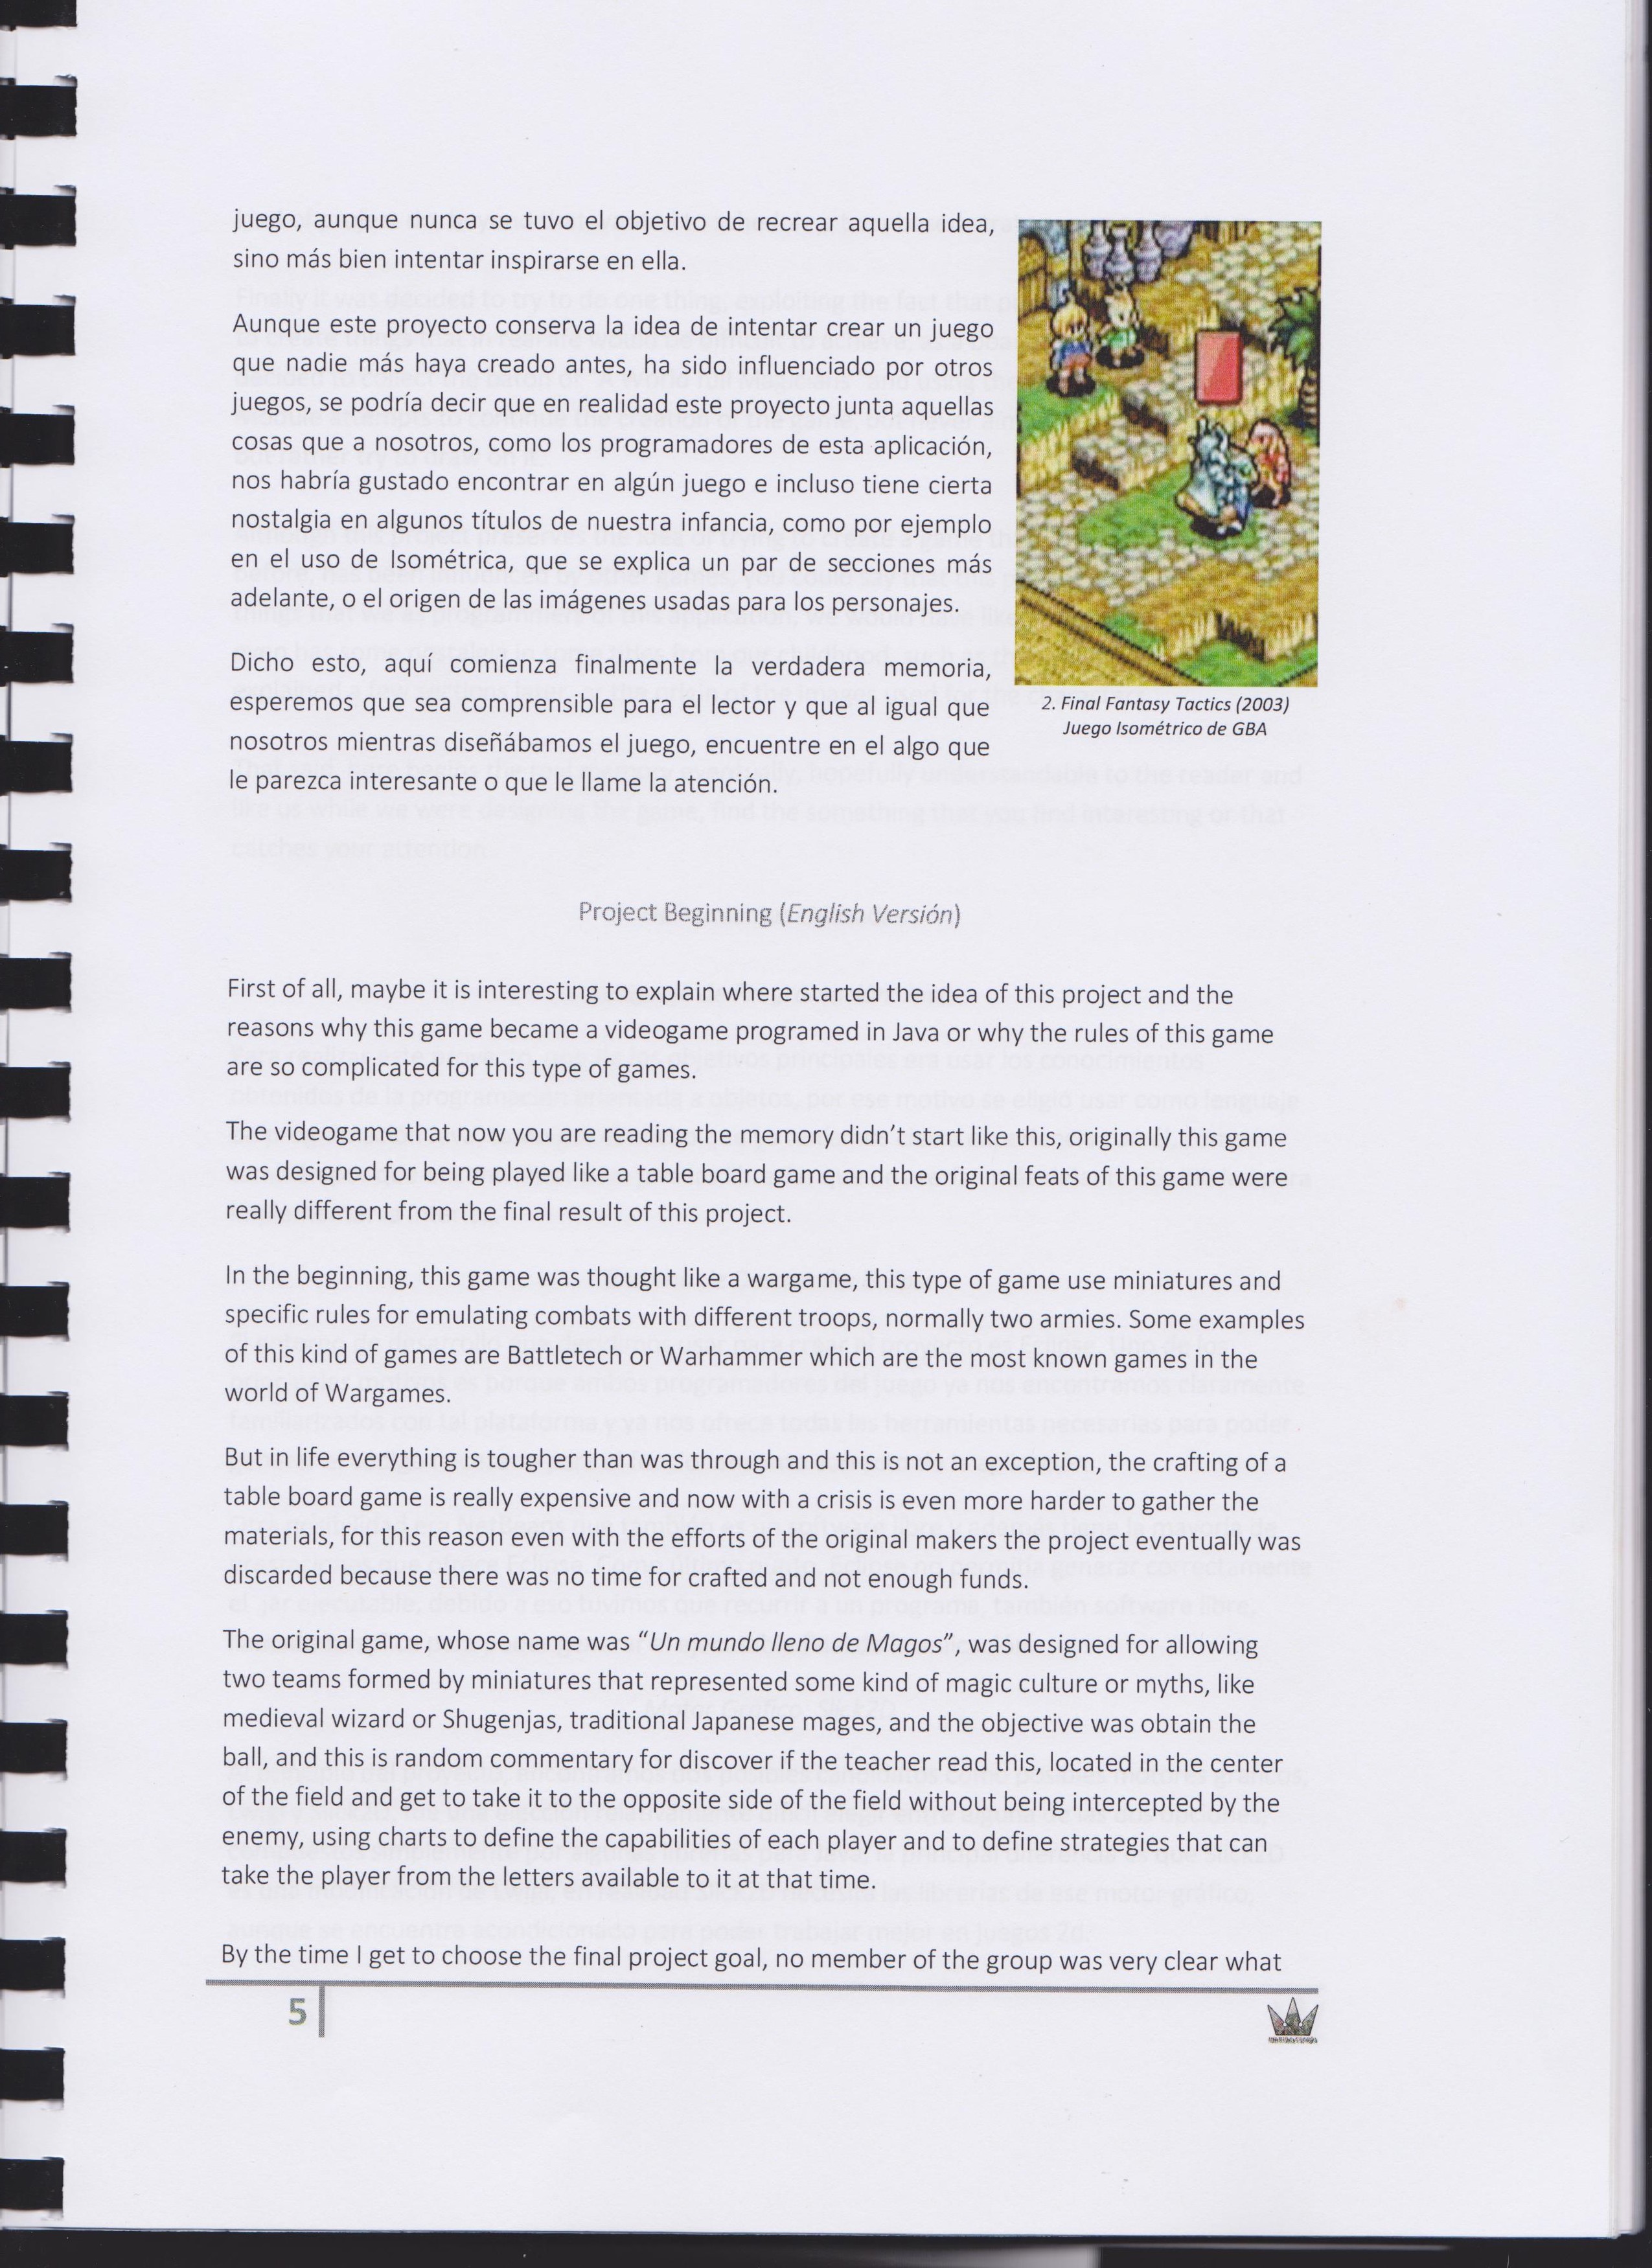 juego, aunque nunca se tuvo el objetivo de recrear aquella idea,
sino más bien intentar inspirarse en ella.
Aunque este proyecto conserva la idea de intentar crear un juego
que nadie más haya creado antes, ha sido influenciado por otros
juegos, se podría decir que en realidad este proyecto junta aquellas
cosas que a nosotros, como los programadores de esta aplicación,
nos habría gustado encontrar en algún juego e incluso tiene cierta
nostalgia en algunos títulos de nuestra infancia, como por ejemplo
en el uso de Isométrica, que se explica un par de secciones más
adelante, o el origen de las imágenes usadas para los personajes.
Dicho esto, aquí comienza finalmente la verdadera memoria,
esperemos que sea comprensible para el lector y que al igual que
nosotros mientras diseñábamos el juego, encuentre en el algo que
le parezca interesante o que le llame la atención.
2. Final Fantasy Tactics (2003)
Juego Isométrico de GBA
Project Beginning (English Versión)
First of all, maybe it is interesting to explain where started the idea of this project and the
reasons why this game became a videogame programed in Java or why the rules of this game
are so complicated for this type of games.
The videogame that now you are reading the memory didn't start like this, originally this game
was designed for being played like a table board game and the original feats of this game were
really different from the final result of this project.
In the beginning, this game was thought like a wargame, this type of game use miniatures and
specific rules for emulating combats with different troops, normally two armies. Some examples
of this kind of games are Battletech or Warhammer which are the most known games in the
world of Wargames.
But in life everything is tougher than was through and this is not an exception, the crafting of a
table board game is really expensive and now with a crisis is even more harder to gather the
materials, for this reason even with the efforts of the original makers the project eventually was
discarded because there was no time for crafted and not enough funds.
The original game, whose name was "Un mundo lleno de Magos", was designed for allowing
two teams formed by miniatures that represented some kind of magic culture or myths, like
medieval wizard or Shugenjas, traditional Japanese mages, and the objective was obtain the
ball, and this is random commentary for discover if the teacher read this, located in the center
of the field and get to take it to the opposite side of the field without being intercepted by the
enemy, using charts to define the capabilities of each player and to define strategies that can
take the player from the letters available to it at that time.
By the time I get to choose the final project goal, no member of the group was very clear what
5